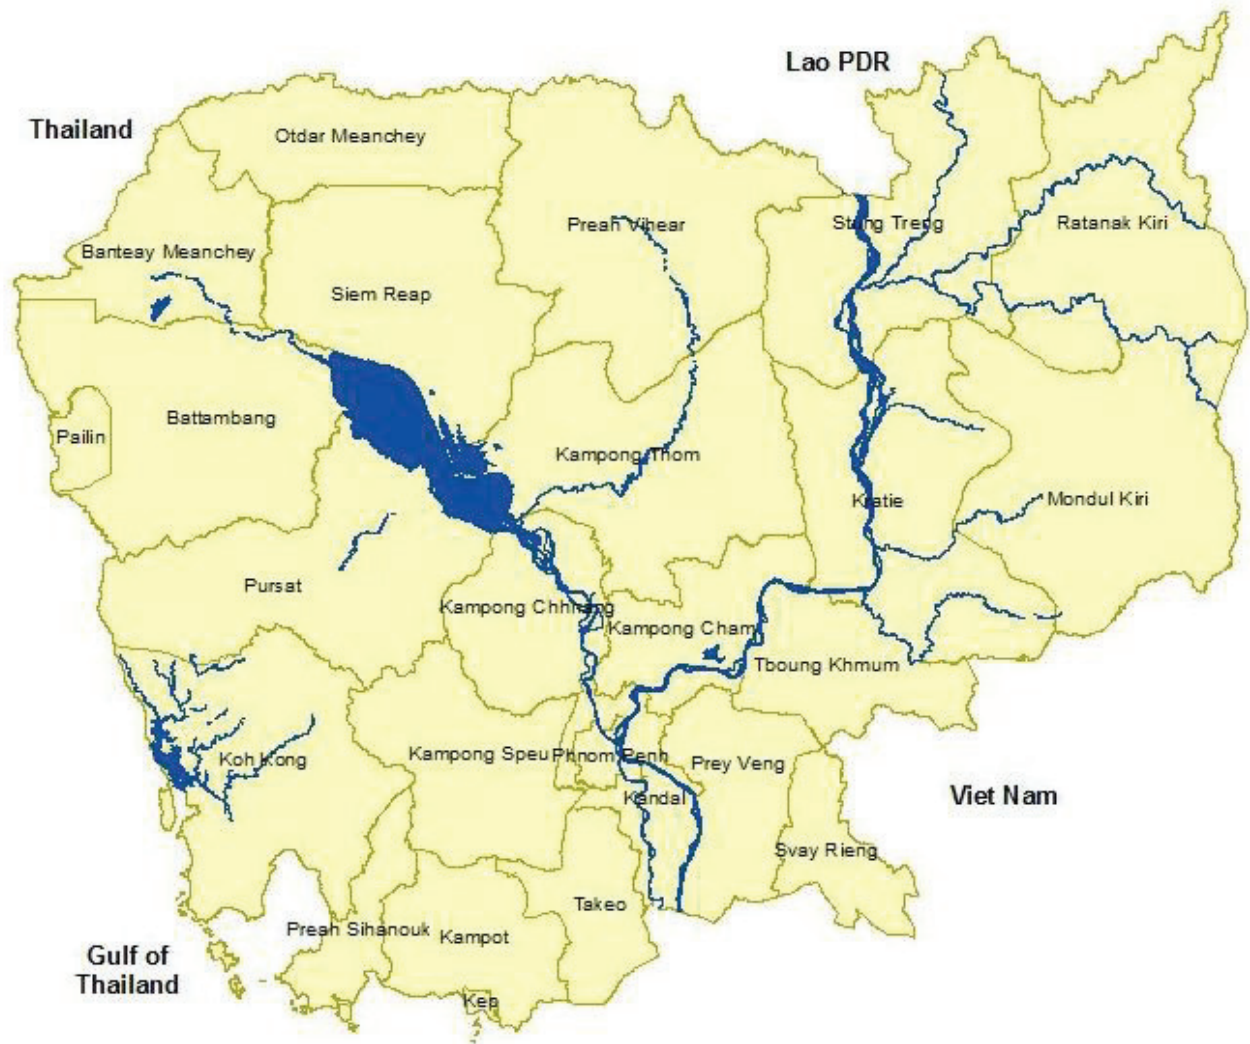 Lao PDR
Thailand
Otdar Meanchey
Preah Vihear
Stung Treng
Ratanak Kiri
Banteay Meanchey
Siem Reap
Battambang
Pailin
Kampong Thom
Kratie
Mondul Kiri
Pursat
Kampong Chhnang
Kampong Cham
Tboung Khmum
Koh Kong
Kampong Speu
Phnom Penh
Prey Veng
Kandal
Viet Nam
Svay Rieng
Takeo
Preah Sihanouk
Kampot
Gulf of
Thailand
Kep